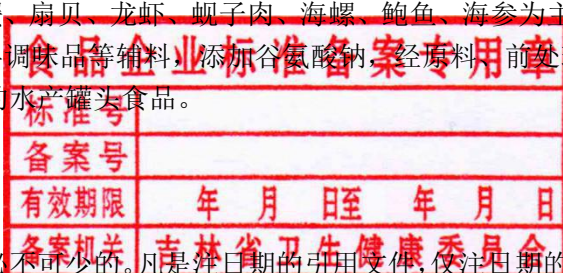 、扇贝、龙虾、蚬子肉、海螺、鲍鱼、海参为主
食品企业添加标准备案专用章
调味品等辅料，添加谷氨酸钠，经原料、前处
水产罐头食品。
标准号
备案号
有效期限 年 月 日至 年 月 日
备案机关 吉林省卫生健康委员会
不可少的。凡是注日期的引用文件，仅注日期的